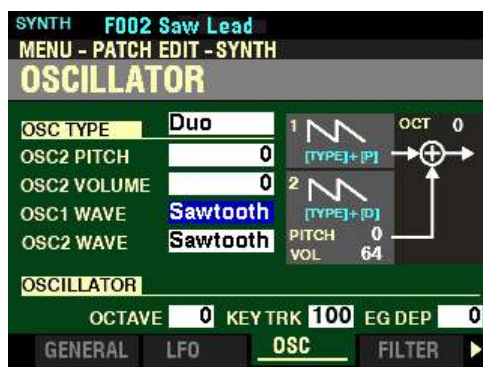 SYNTH F002 Saw Lead
MENU - PATCH EDIT - SYNTH
OSCILLATOR
OSC TYPE Duo
OSC2 PITCH 0
OSC2 VOLUME 0
OSC1 WAVE Sawtooth
OSC2 WAVE Sawtooth
1
[TYPE]+[P]
OCT 0
2
[TYPE]+[D]
PITCH 0
VOL 64
OSCILLATOR
OCTAVE 0 KEY TRK 100 EG DEP 0
GENERAL LFO OSC FILTER